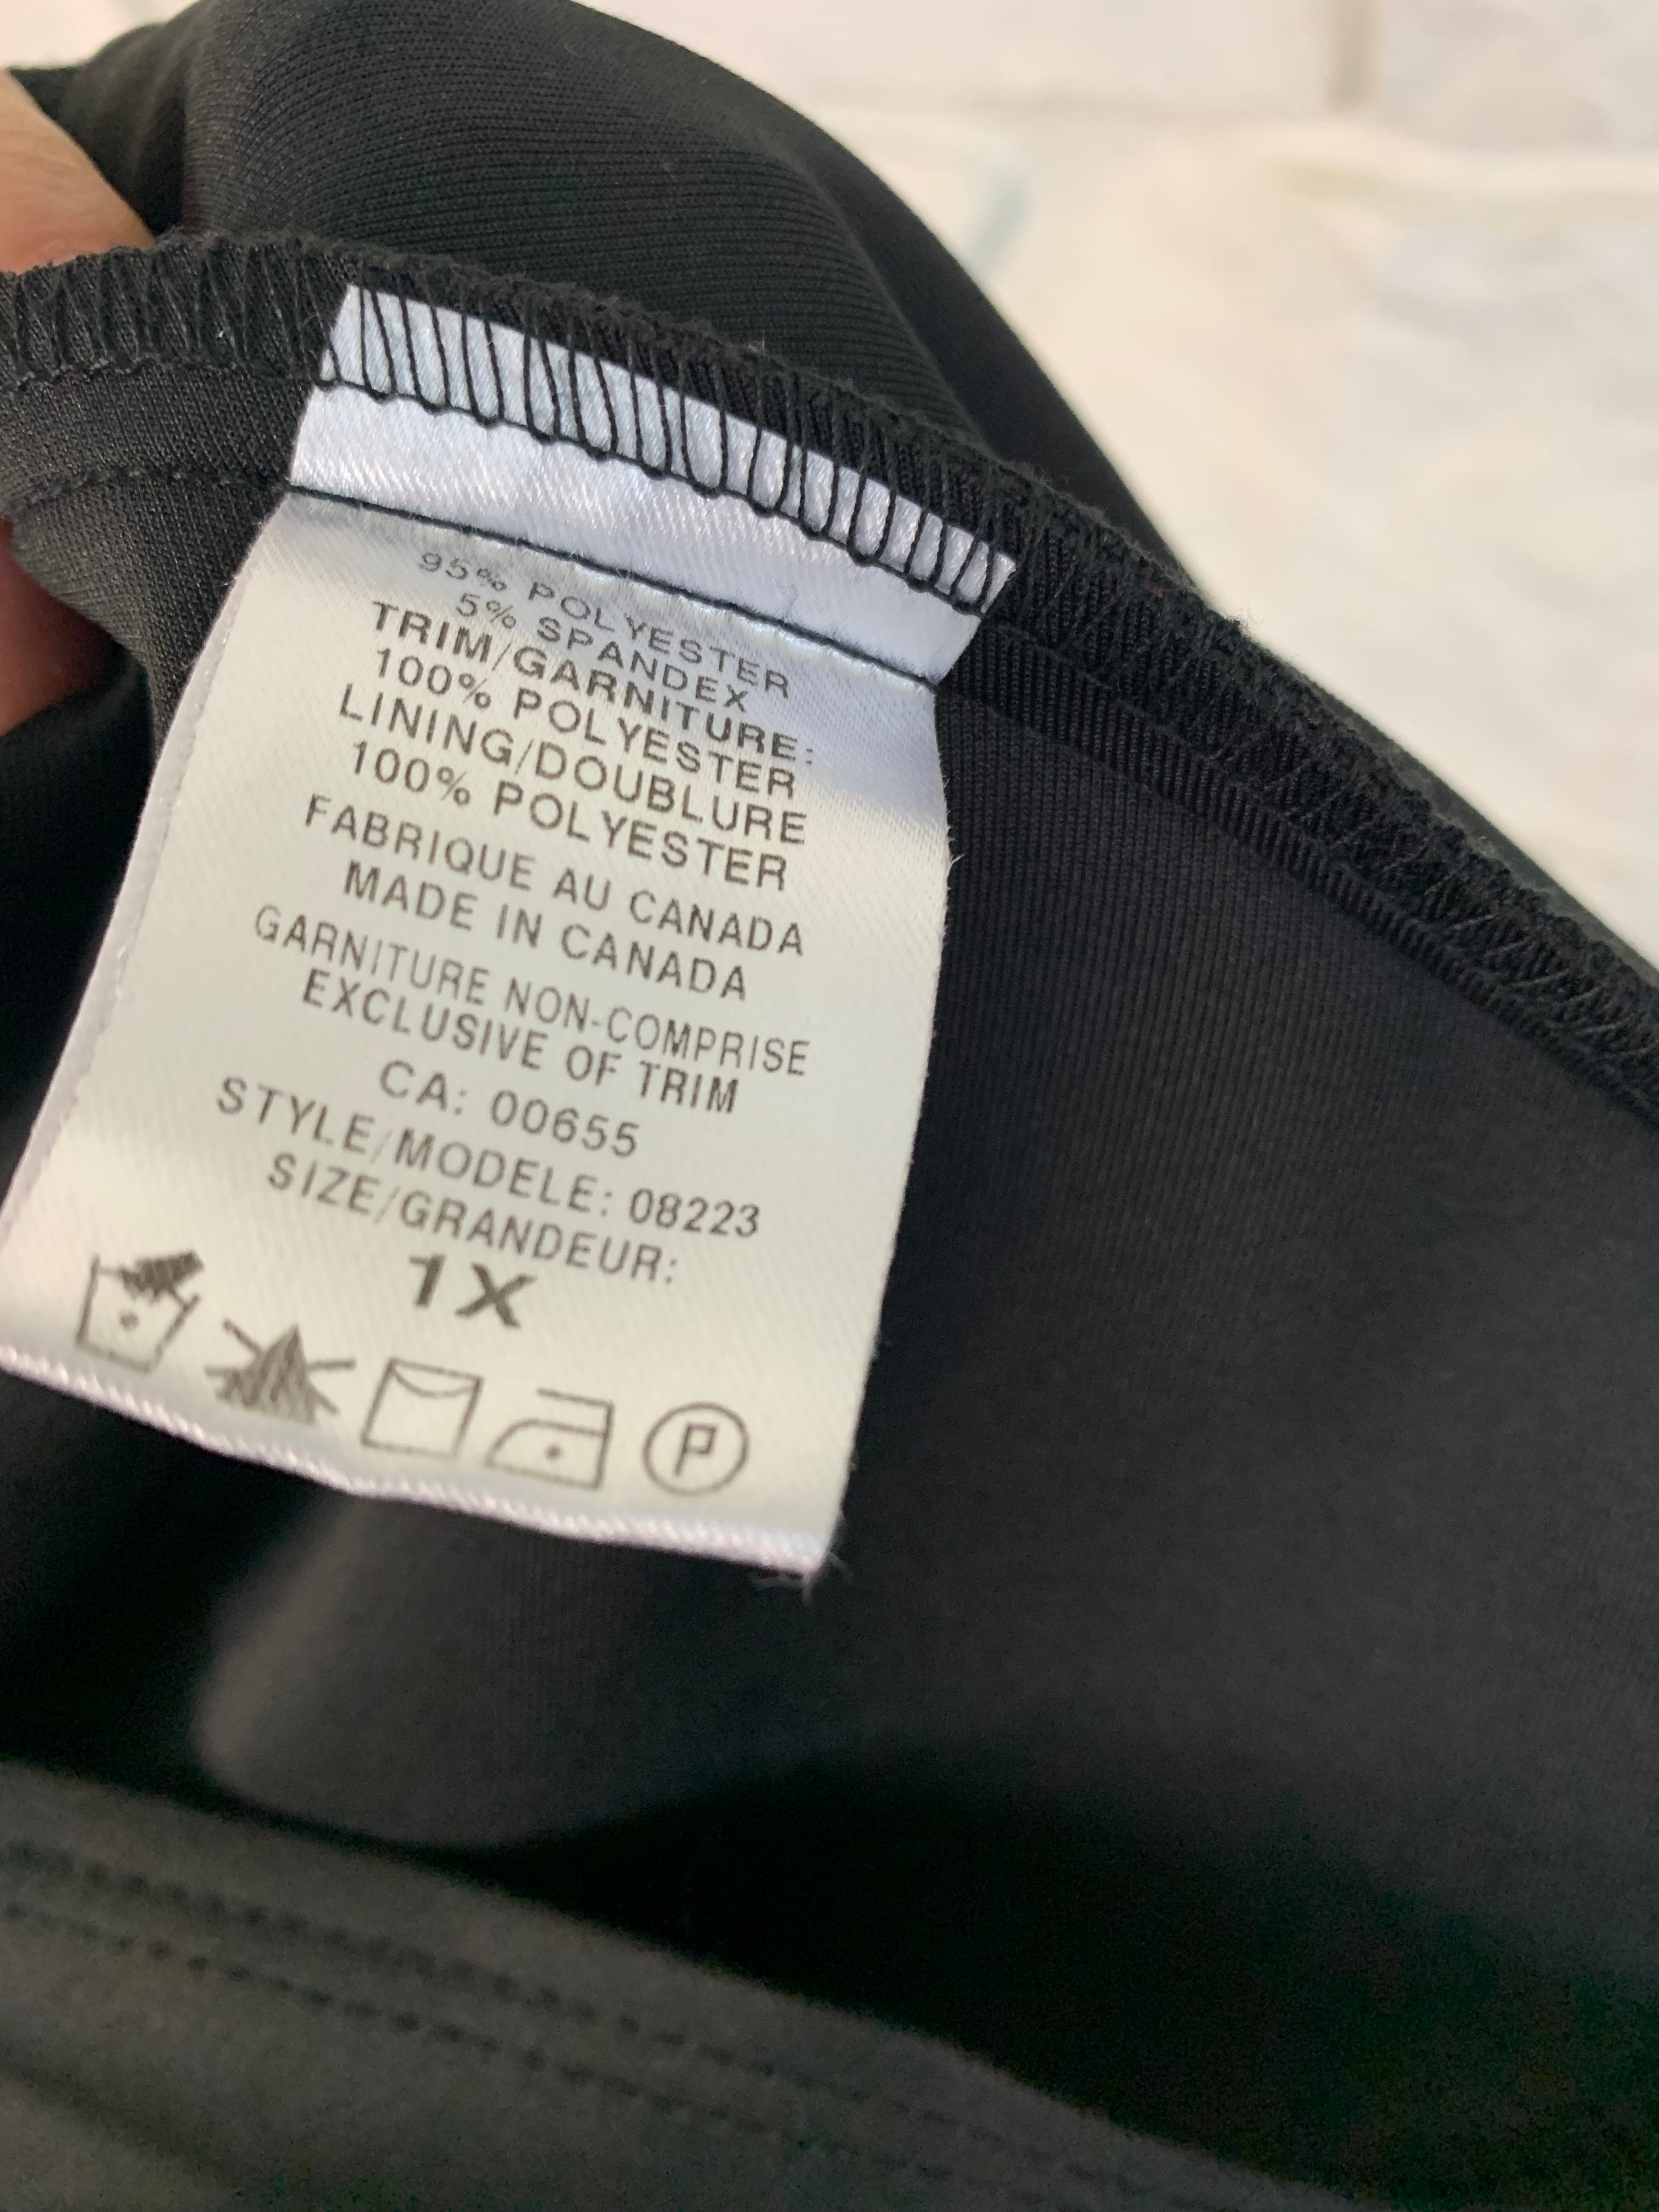 95% POLYESTER
5% SPANDEX
TRIM/GARNITURE:
100% POLYESTER
LINING/DOUBLURE
100% POLYESTER
FABRIQUE AU CANADA
MADE IN CANADA
GARNITURE NON-COMPRISE
EXCLUSIVE OF TRIM
CA: 00655
STYLE/MODELE: 08223
SIZE/GRANDEUR:
1X
P